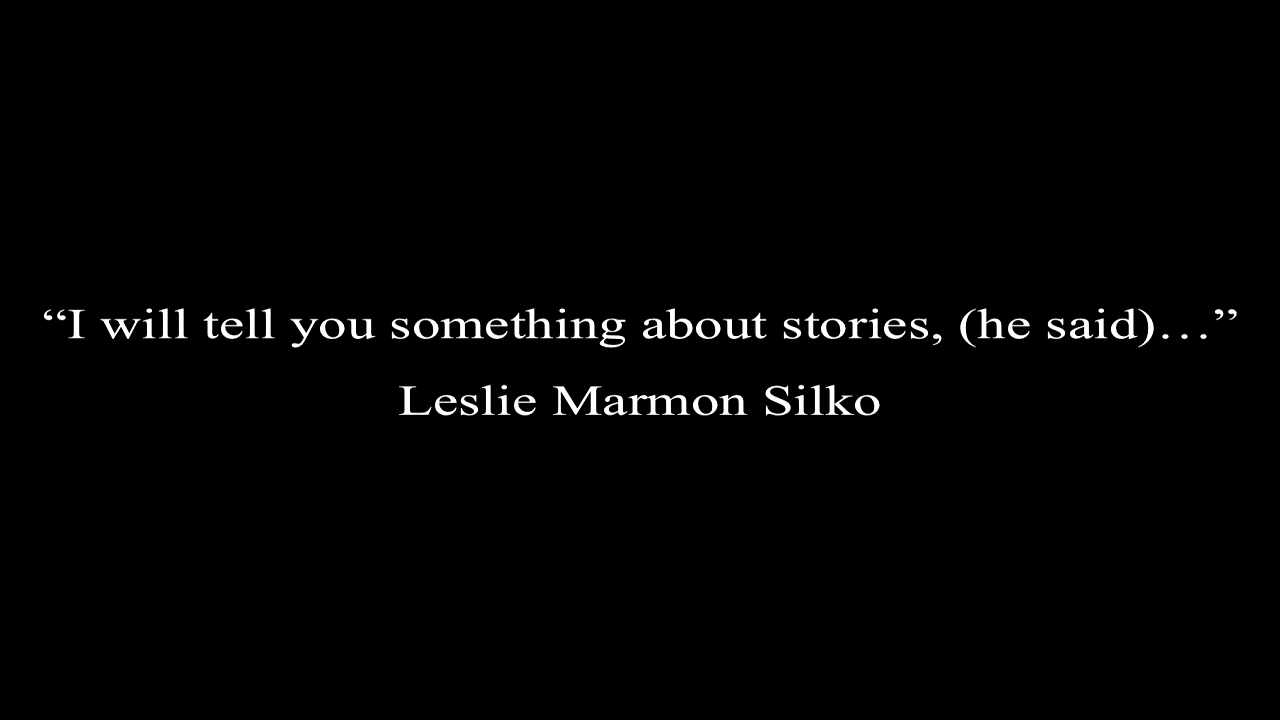 “I will tell you something about stories, (he said)…”
Leslie Marmon Silko